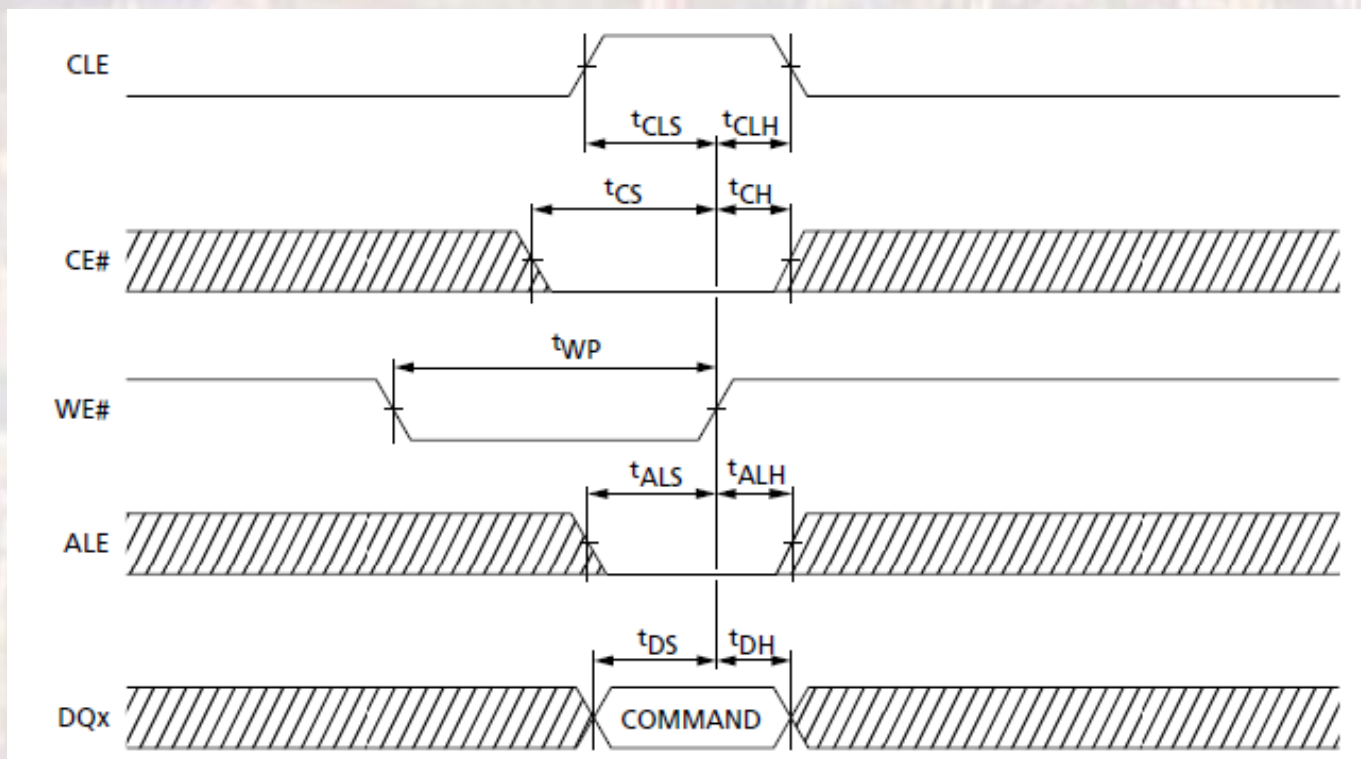 CLE
tCLS tCLH
tCS tCH
CE#
tWP
WE#
tALS tALH
ALE
tDS tDH
DQx COMMAND